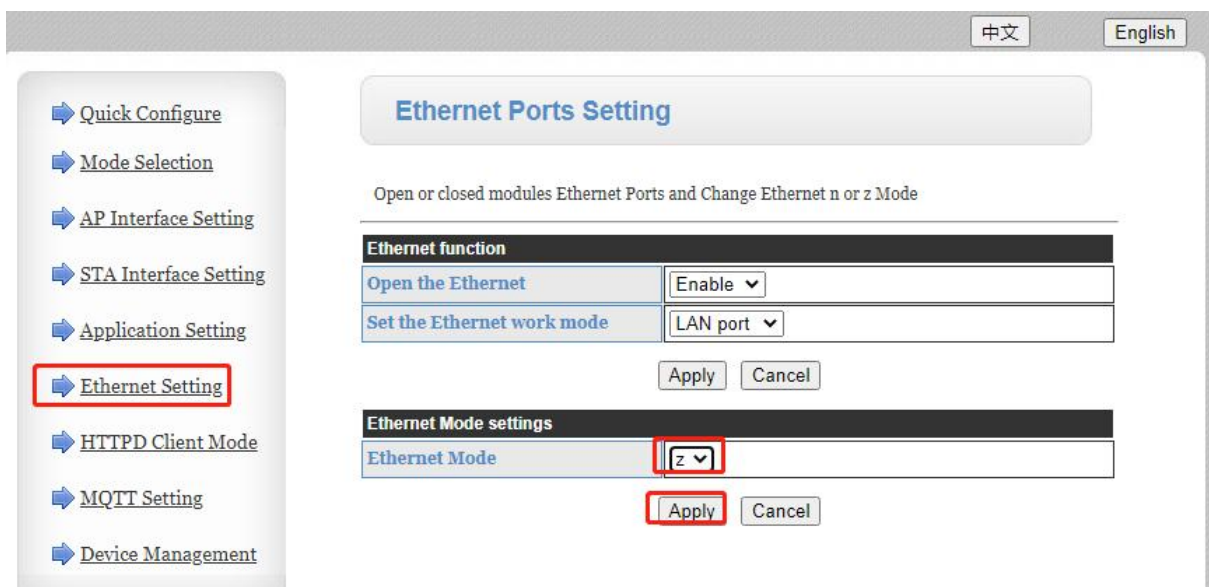 中文 English
Quick Configure
Mode Selection
AP Interface Setting
STA Interface Setting
Application Setting
Ethernet Setting
HTTPD Client Mode
MQTT Setting
Device Management
Ethernet Ports Setting
Open or closed modules Ethernet Ports and Change Ethernet n or z Mode
Ethernet function
Open the Ethernet Enable
Set the Ethernet work mode LAN port
Apply Cancel
Ethernet Mode settings
Ethernet Mode z
Apply Cancel